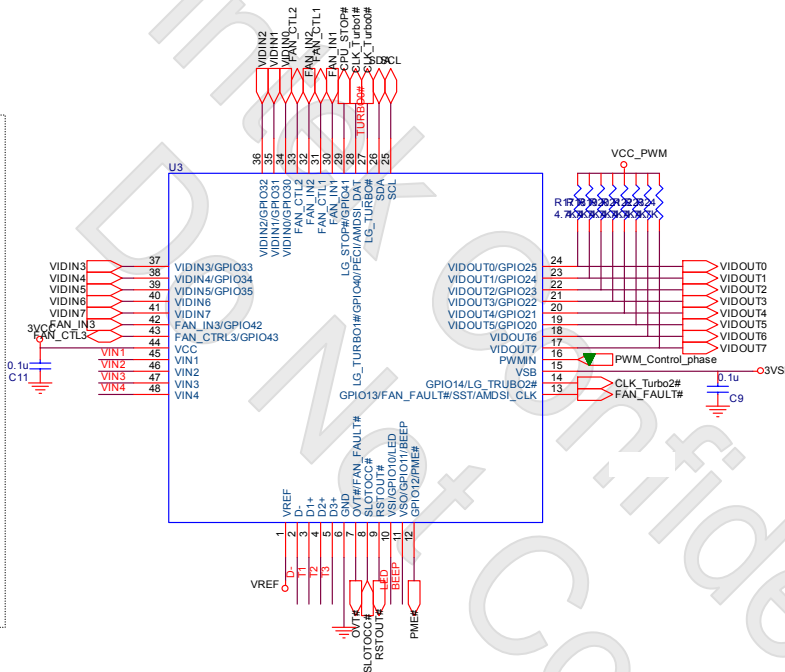 VIDIN2
VIDIN1
VIDIN0
FAN_CTL2
FAN_IN2
FAN_CTL1
FAN_IN1
CPU_STOP#
CLK_Turbo1#
CLK_Turbo0#
SDA
SCL
TURBO0#
36
35
34
33
32
31
30
29
28
27
26
25
U3
VIDIN2/GPIO32
VIDIN1/GPIO31
VIDIN0/GPIO30
FAN_CTL2
FAN_IN2
FAN_CTL1
FAN_IN1
LG_STOP#/GPIO41
LG_TURBO1#/GPIO40/PECI/AMDSI_DAT
LG_TURBO#
SDA
SCL
VCC_PWM
VIDIN3 37 VIDIN3/GPIO33
VIDIN4 38 VIDIN4/GPIO34
VIDIN5 39 VIDIN5/GPIO35
VIDIN6 40 VIDIN6
VIDIN7 41 VIDIN7
FAN_IN3 42 FAN_IN3/GPIO42
FAN_CTL3 43 FAN_CTRL3/GPIO43
3VCC 44 VCC
VIN1 45 VIN1
VIN2 46 VIN2
VIN3 47 VIN3
VIN4 48 VIN4
0.1u
C11
VIDOUT0/GPIO25 24 VIDOUT0
VIDOUT1/GPIO24 23 VIDOUT1
VIDOUT2/GPIO23 22 VIDOUT2
VIDOUT3/GPIO22 21 VIDOUT3
VIDOUT4/GPIO21 20 VIDOUT4
VIDOUT5/GPIO20 19 VIDOUT5
VIDOUT6 18 VIDOUT6
VIDOUT7 17 VIDOUT7
PWMIN 16 PWM_Control_phase
VSB 15
GPIO14/LG_TRUBO2# 14 CLK_Turbo2#
GPIO13/FAN_FAULT#/SST/AMDSI_CLK 13 FAN_FAULT#
0.1u
C9
VREF
D-
D1+
D2+
D3+
GND
OVT#/FAN_FAULT#
SLOTOCC#
RSTOUT#
VSI/GPIO10/LED
VSO/GPIO11/BEEP
GPIO12/PME#
1
2
3
4
5
6
7
8
9
10
11
12
VREF
D-
T1
T2
T3
OVT#
SLOTOCC#
RSTOUT#
LED
BEEP
PME#